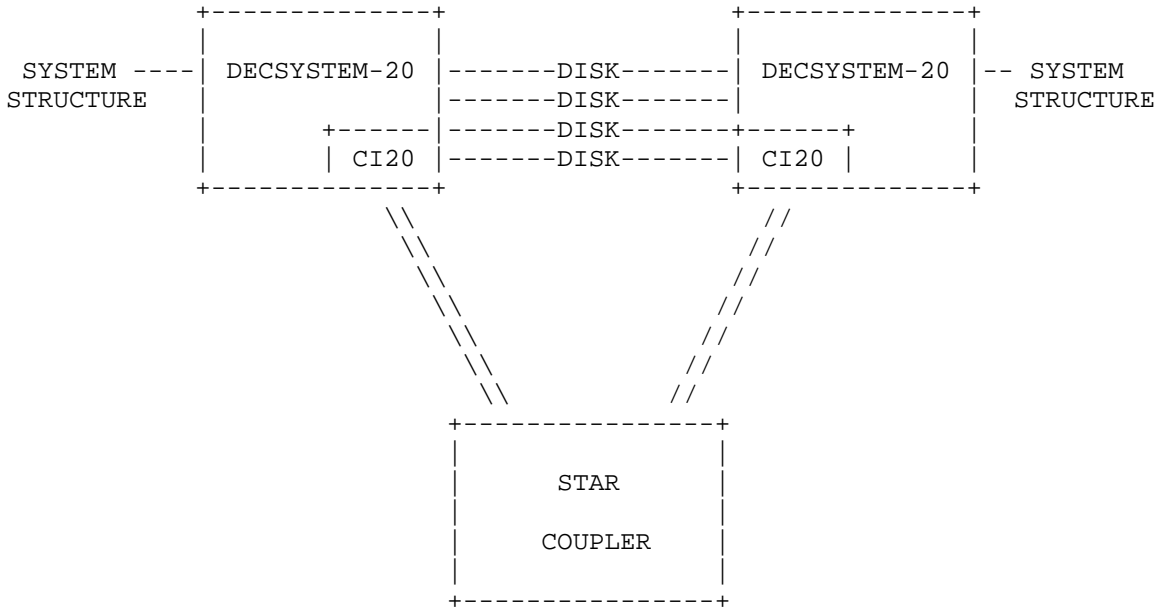 SYSTEM ----| DECSYSTEM-20 |-------DISK-------| DECSYSTEM-20 |-- SYSTEM
STRUCTURE |-------DISK-------| STRUCTURE
+------|-------DISK-------+------+
| CI20 |-------DISK-------| CI20 |
STAR
COUPLER